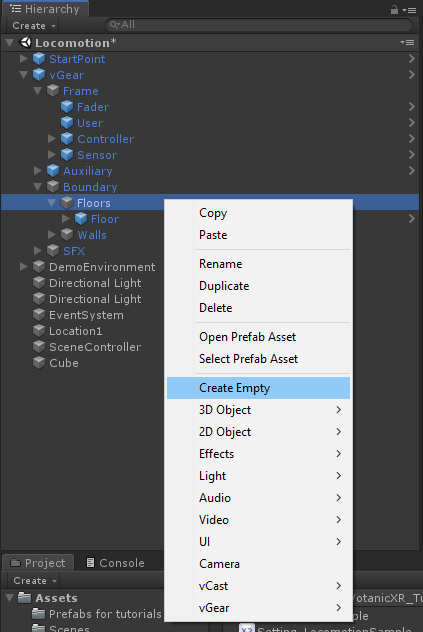 Hierarchy
Create All
Locomotion*
StartPoint
vGear
Frame
Fader
User
Controller
Sensor
Auxiliary
Boundary
Floors
Floor
Walls
SFX
DemoEnvironment
Directional Light
Directional Light
EventSystem
Location1
SceneController
Cube
Copy
Paste
Rename
Duplicate
Delete
Open Prefab Asset
Select Prefab Asset
Create Empty
3D Object
2D Object
Effects
Light
Audio
Video
UI
Camera
vCast
vGear
Project Console
Create
Assets
Prefabs for tutorials
Scenes